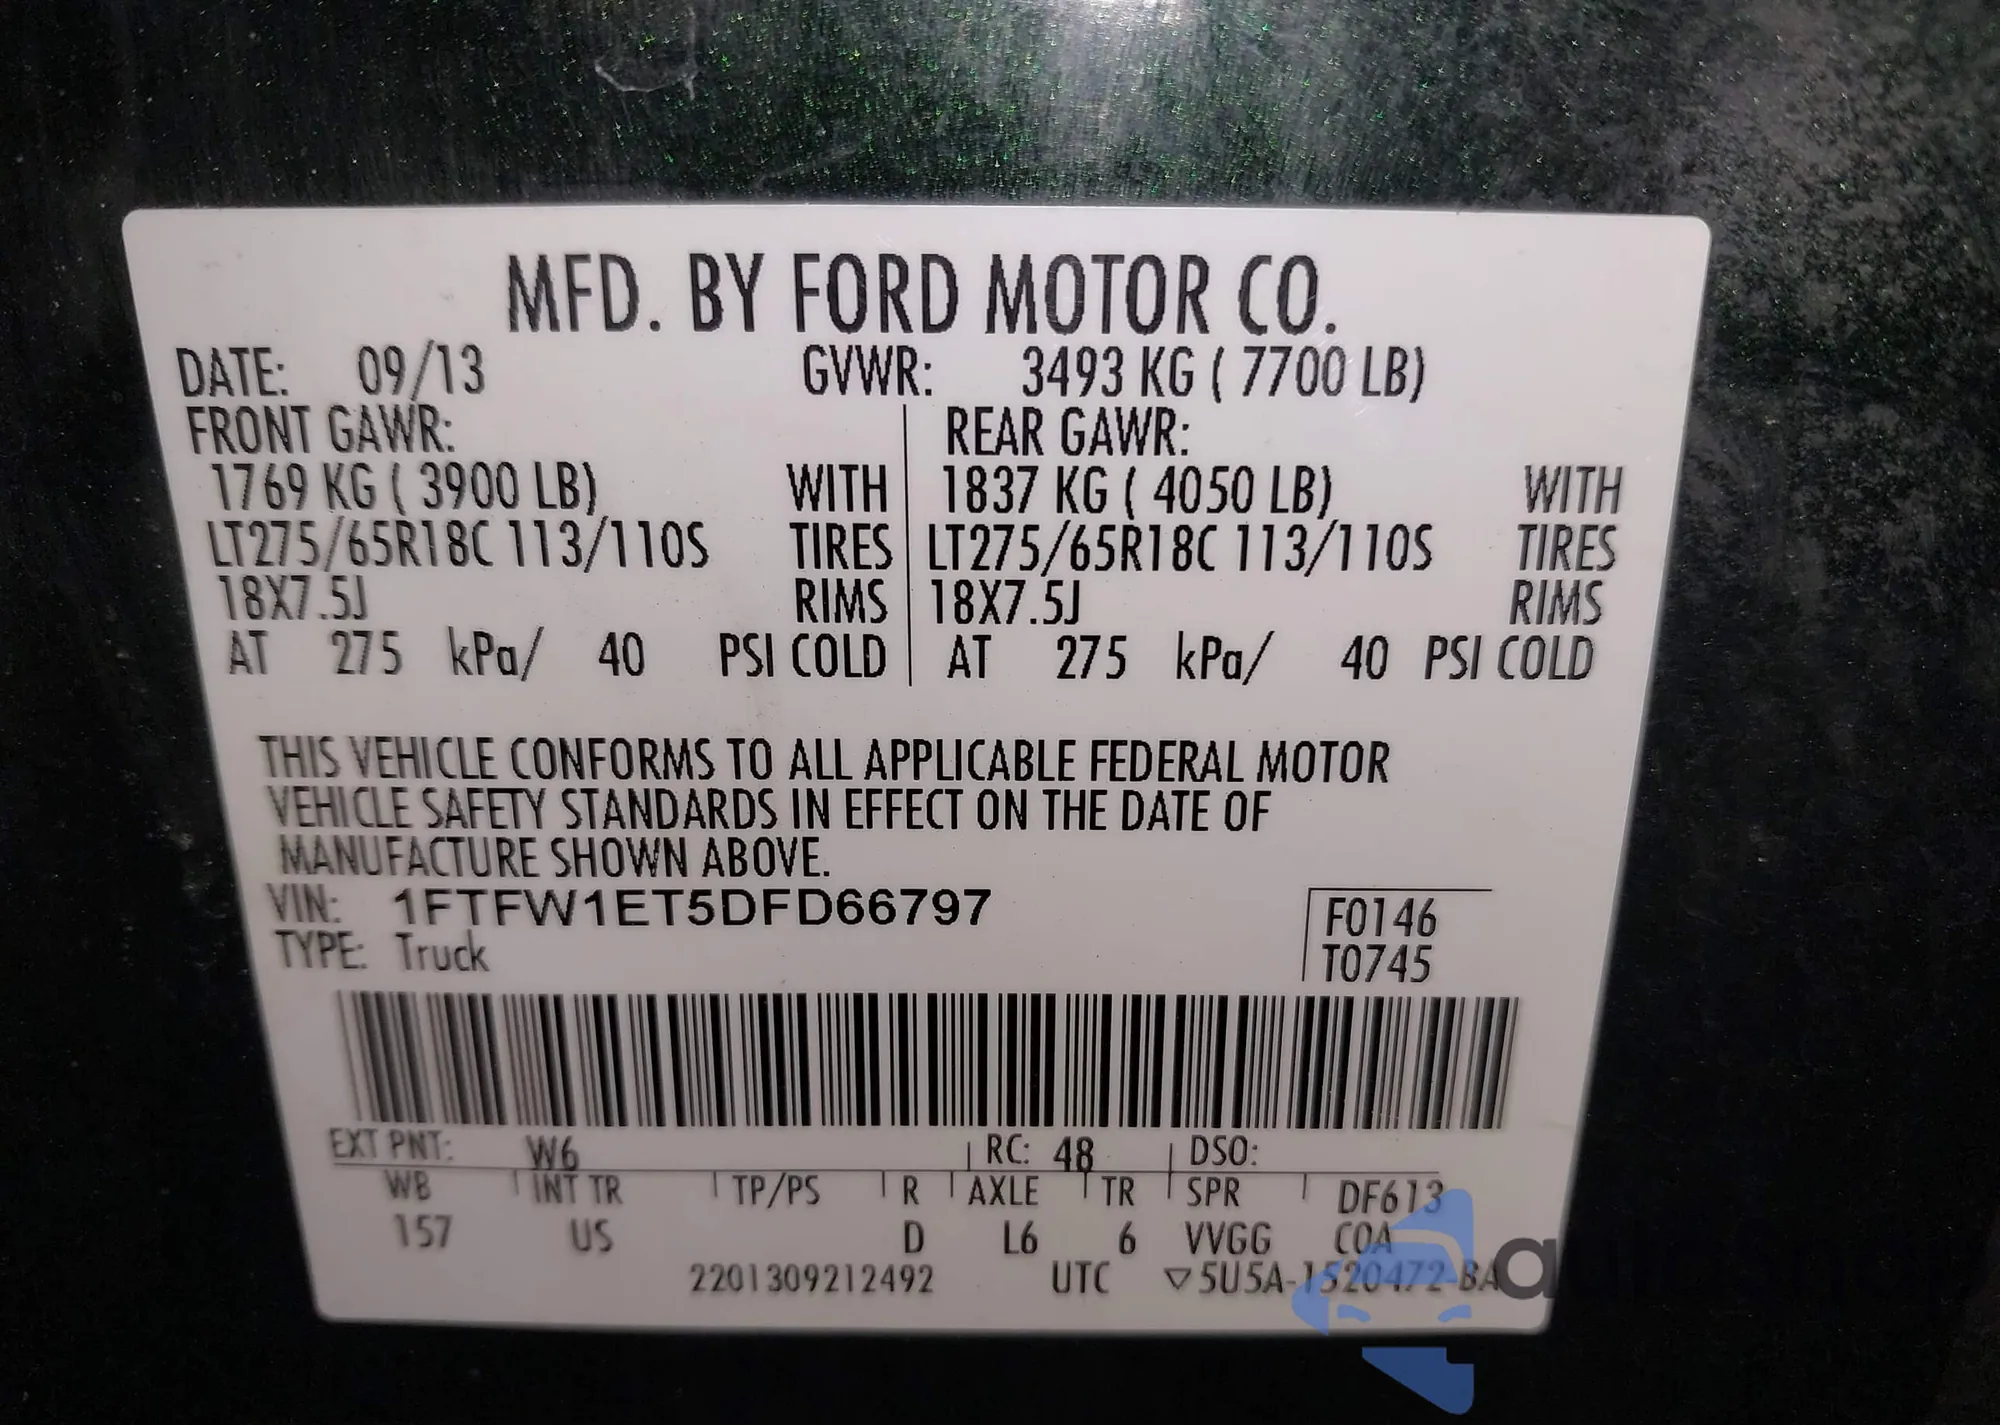 MFD. BY FORD MOTOR CO.
DATE: 09/13 GVWR: 3493 KG ( 7700 LB)
FRONT GAWR: REAR GAWR:
1769 KG ( 3900 LB) WITH 1837 KG ( 4050 LB) WITH
LT275/65R18C 113/110S TIRES LT275/65R18C 113/110S TIRES
18X7.5J RIMS 18X7.5J RIMS
AT 275 kPa/ 40 PSI COLD AT 275 kPa/ 40 PSI COLD
THIS VEHICLE CONFORMS TO ALL APPLICABLE FEDERAL MOTOR
VEHICLE SAFETY STANDARDS IN EFFECT ON THE DATE OF
MANUFACTURE SHOWN ABOVE.
VIN: 1FTFW1ET5DFD66797 F0146
TYPE: Truck T0745
EXT PNT: W6 RC: 48 DSO:
WB INT TR TP/PS R AXLE TR SPR DF613
157 US D L6 6 VVGG COA
2201309212492 UTC ▽5U5A-1520472-BA